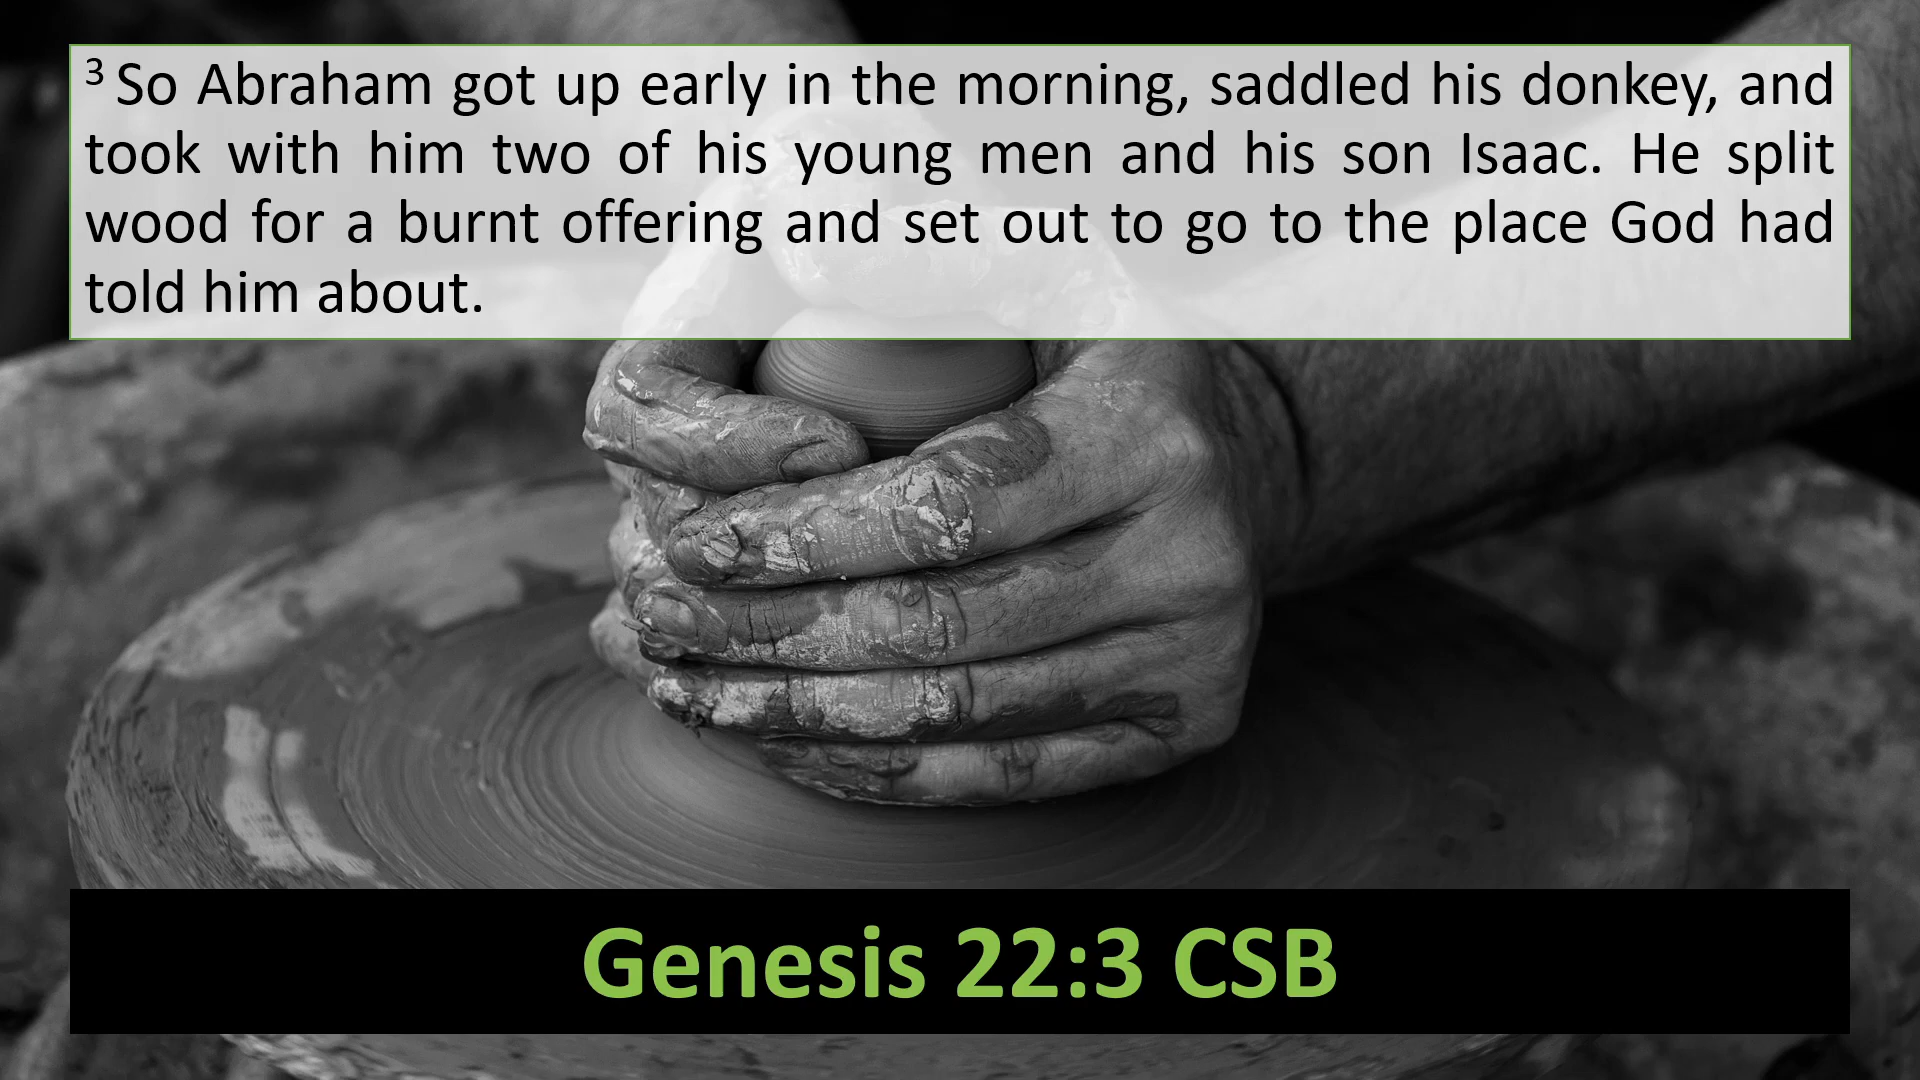 ³ So Abraham got up early in the morning, saddled his donkey, and
took with him two of his young men and his son Isaac. He split
wood for a burnt offering and set out to go to the place God had
told him about.
Genesis 22:3 CSB